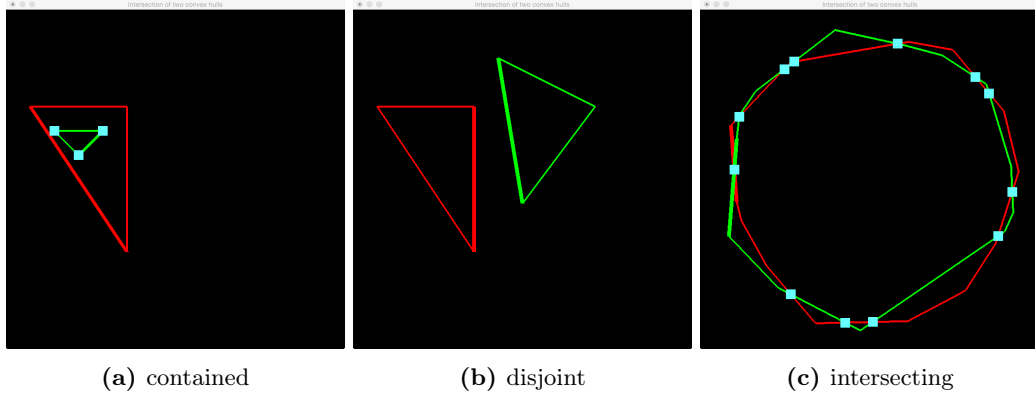 Intersection of two convex hulls
Intersection of two convex hulls
Intersection of two convex hulls
(a) contained
(b) disjoint
(c) intersecting